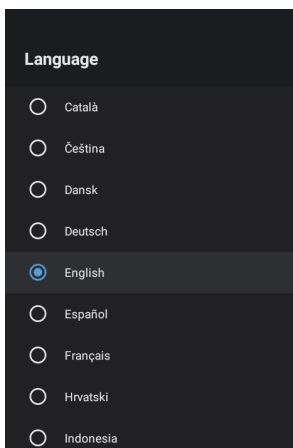 Language
Català
Čeština
Dansk
Deutsch
English
Español
Français
Hrvatski
Indonesia